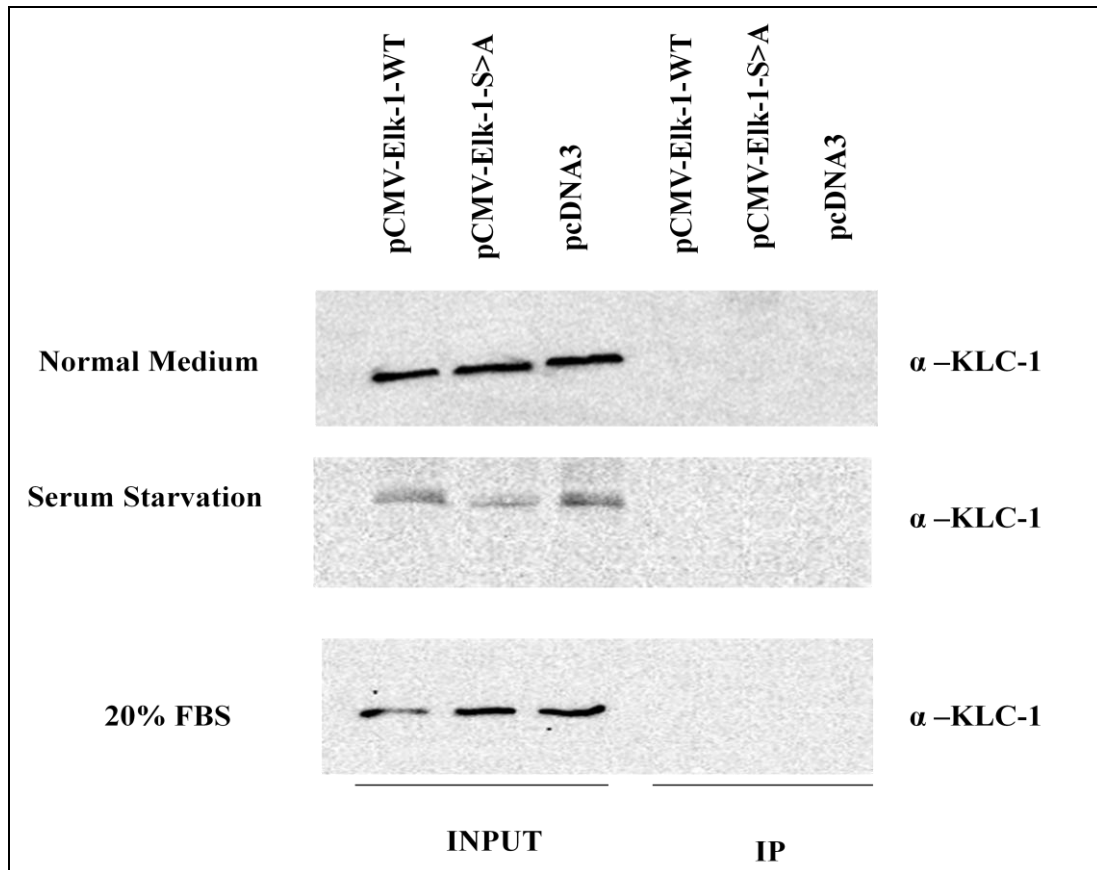 pCMV-Elk-1-WT
pCMV-Elk-1-S>A
pcDNA3
pCMV-Elk-1-WT
pCMV-Elk-1-S>A
pcDNA3
Normal Medium
α –KLC-1
Serum Starvation
α –KLC-1
20% FBS
α –KLC-1
INPUT
IP